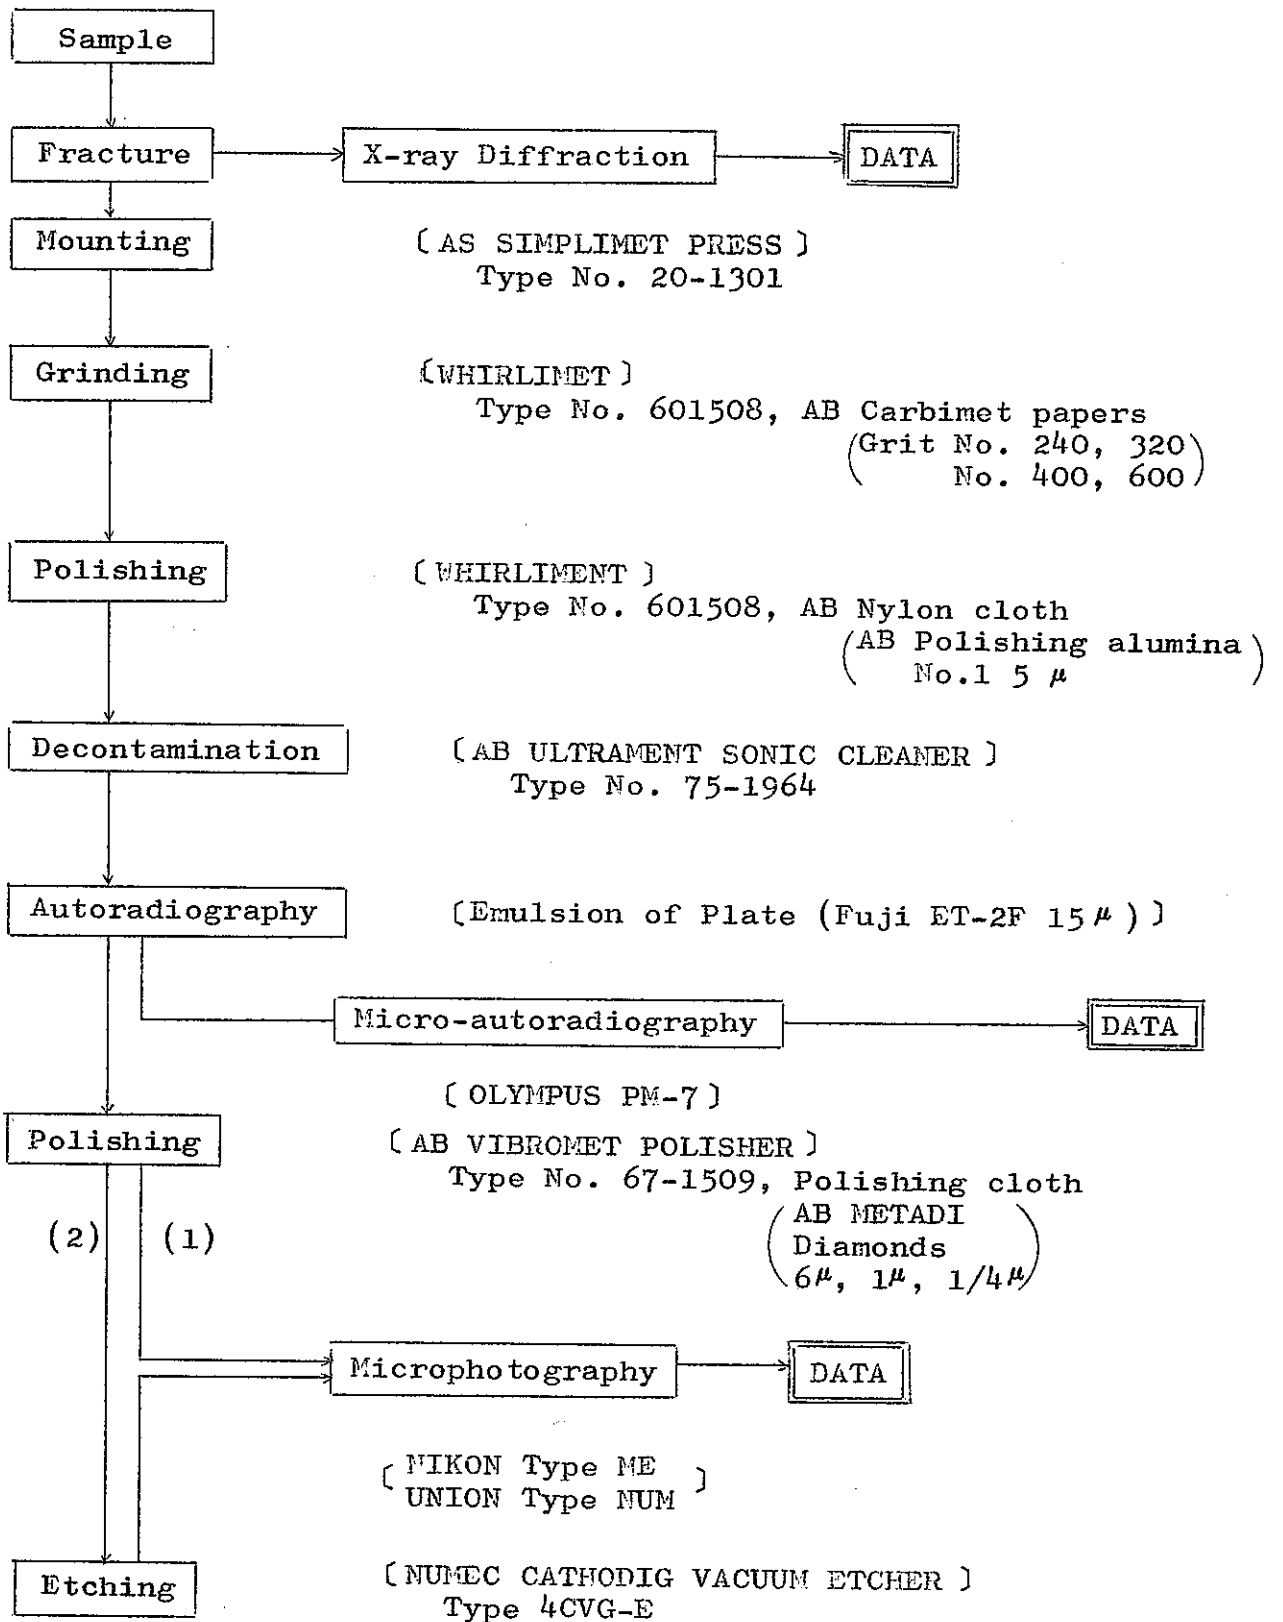 Sample
Fracture X-ray Diffraction DATA
Mounting 〔AS SIMPLIMET PRESS〕
Type No. 20-1301
Grinding 〔WHIRLIMET〕
Type No. 601508, AB Carbimet papers
(Grit No. 240, 320
No. 400, 600)
Polishing 〔WHIRLIMENT〕
Type No. 601508, AB Nylon cloth
(AB Polishing alumina
No.1 5 μ)
Decontamination 〔AB ULTRAMENT SONIC CLEANER〕
Type No. 75-1964
Autoradiography 〔Emulsion of Plate (Fuji ET-2F 15μ)〕
Micro-autoradiography DATA
〔OLYMPUS PM-7〕
Polishing 〔AB VIBROMET POLISHER〕
Type No. 67-1509, Polishing cloth
(AB METADI
(2) (1) Diamonds
6μ, 1μ, 1/4μ)
Microphotography DATA
〔NIKON Type ME
UNION Type NUM〕
Etching 〔NUMEC CATHODIG VACUUM ETCHER〕
Type 4CVG-E